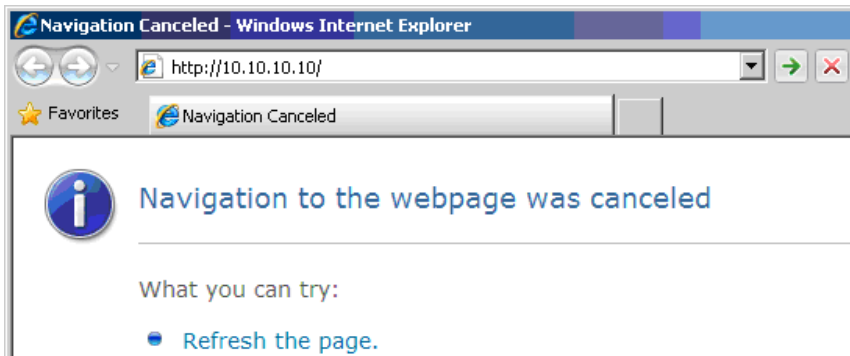 Navigation Canceled - Windows Internet Explorer
http://10.10.10.10/
Favorites
Navigation Canceled
Navigation to the webpage was canceled
What you can try:
Refresh the page.